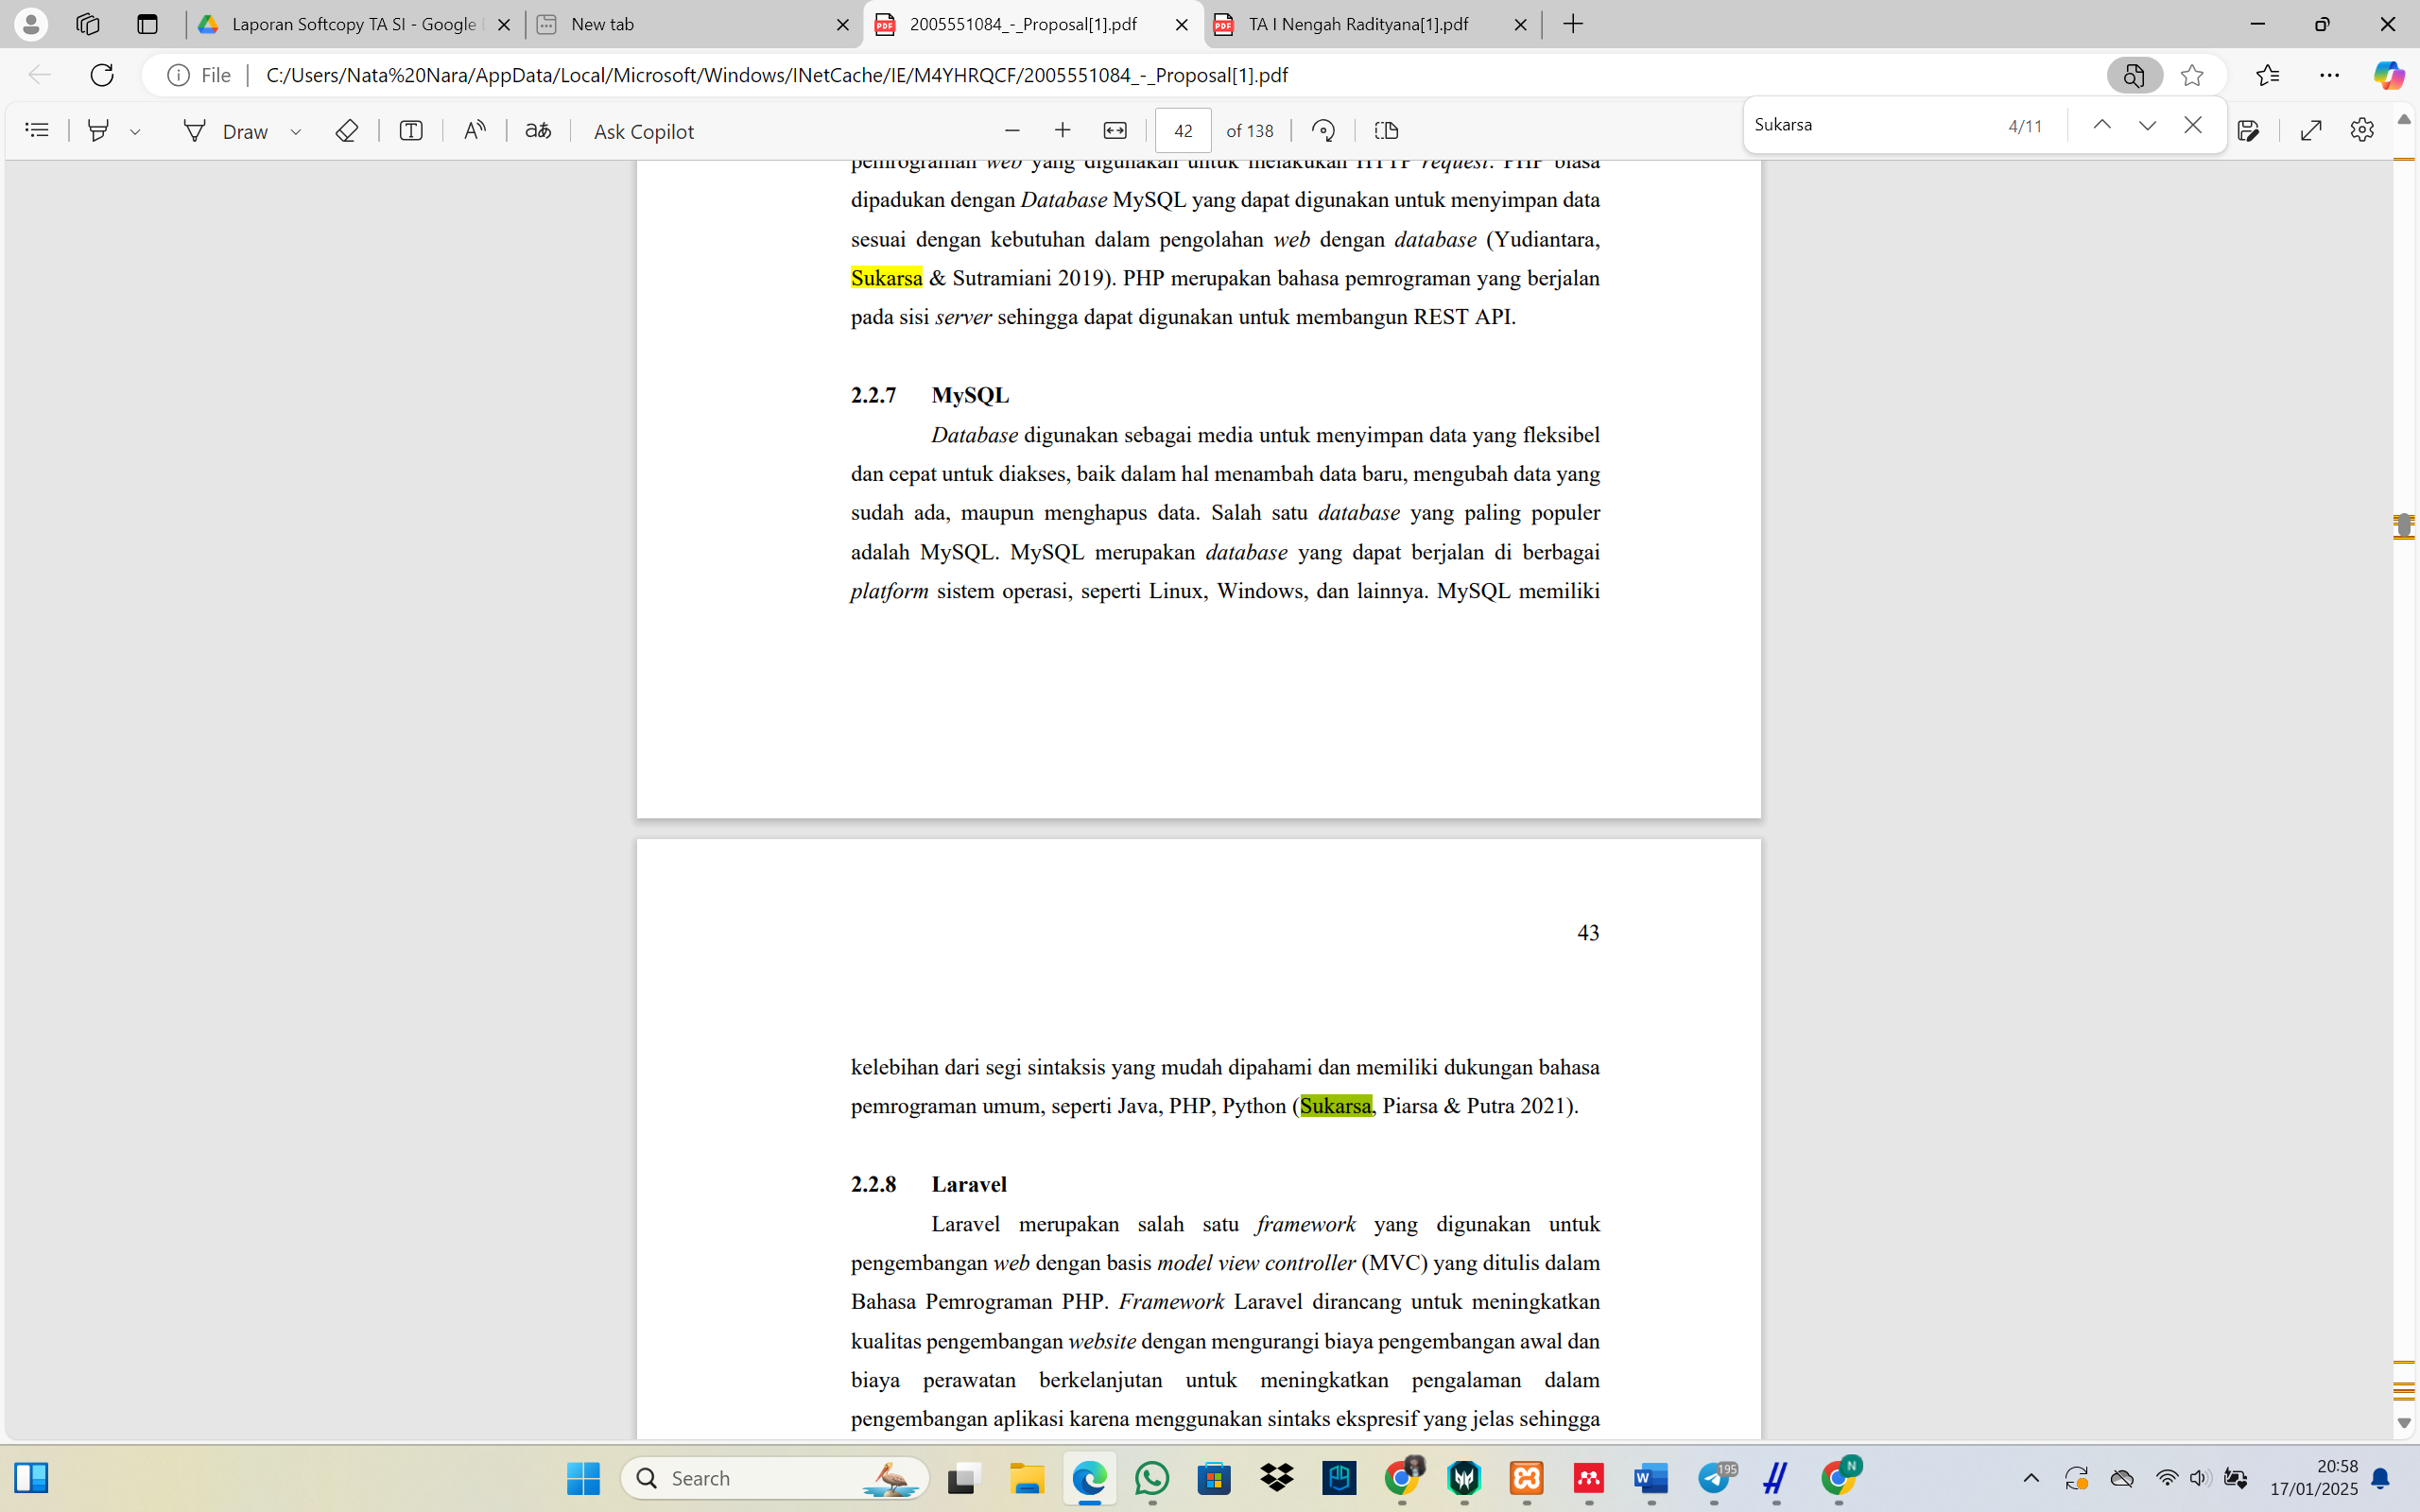 Laporan Softcopy TA SI - Google
New tab
2005551084_-_Proposal[1].pdf
TA I Nengah Radityana[1].pdf
File
C:/Users/Nata%20Nara/AppData/Local/Microsoft/Windows/INetCache/IE/M4YHRQCF/2005551084_-_Proposal[1].pdf
Draw
Ask Copilot
42 of 138
Sukarsa 4/11
pemrograman web yang digunakan untuk melakukan HTTP request. PHP biasa
dipadukan dengan Database MySQL yang dapat digunakan untuk menyimpan data
sesuai dengan kebutuhan dalam pengolahan web dengan database (Yudiantara,
Sukarsa & Sutramiani 2019). PHP merupakan bahasa pemrograman yang berjalan
pada sisi server sehingga dapat digunakan untuk membangun REST API.
2.2.7 MySQL
Database digunakan sebagai media untuk menyimpan data yang fleksibel
dan cepat untuk diakses, baik dalam hal menambah data baru, mengubah data yang
sudah ada, maupun menghapus data. Salah satu database yang paling populer
adalah MySQL. MySQL merupakan database yang dapat berjalan di berbagai
platform sistem operasi, seperti Linux, Windows, dan lainnya. MySQL memiliki
43
kelebihan dari segi sintaksis yang mudah dipahami dan memiliki dukungan bahasa
pemrograman umum, seperti Java, PHP, Python (Sukarsa, Piarsa & Putra 2021).
2.2.8 Laravel
Laravel merupakan salah satu framework yang digunakan untuk
pengembangan web dengan basis model view controller (MVC) yang ditulis dalam
Bahasa Pemrograman PHP. Framework Laravel dirancang untuk meningkatkan
kualitas pengembangan website dengan mengurangi biaya pengembangan awal dan
biaya perawatan berkelanjutan untuk meningkatkan pengalaman dalam
pengembangan aplikasi karena menggunakan sintaks ekspresif yang jelas sehingga
Search
195
N
20:58
17/01/2025